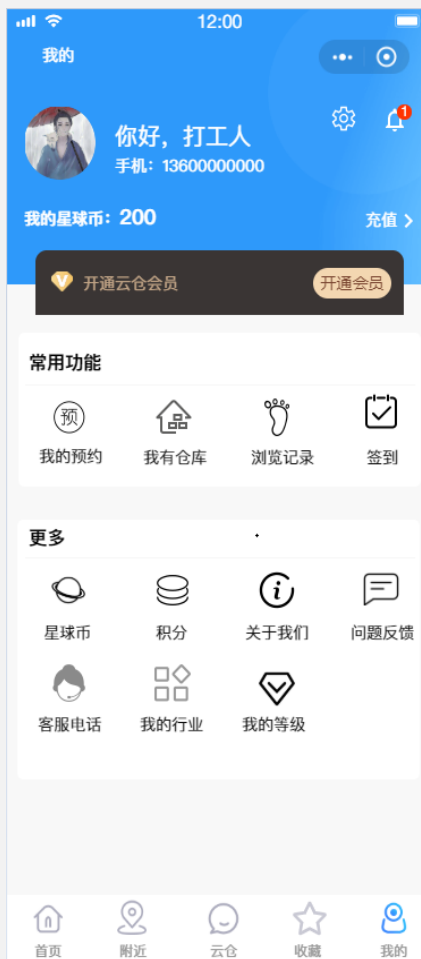 12:00
我的
你好，打工人
1
手机：13600000000
我的星球币：200
充值
V
开通云仓会员
开通会员
常用功能
预
我的预约
我有仓库
浏览记录
签到
更多
星球币
积分
关于我们
问题反馈
客服电话
我的行业
我的等级
首页
附近
云仓
收藏
我的